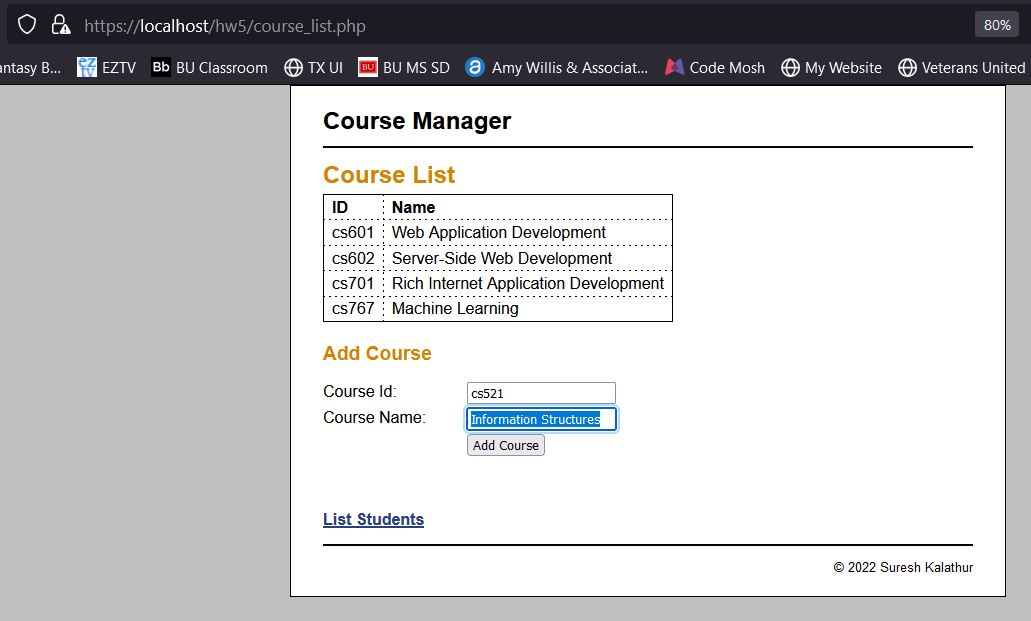 https://localhost/hw5/course_list.php 80%
antasy B... EZTV Bb BU Classroom TX UI BU BU MS SD a Amy Willis & Associat... Code Mosh My Website Veterans United
Course Manager
Course List
ID Name
cs601 Web Application Development
cs602 Server-Side Web Development
cs701 Rich Internet Application Development
cs767 Machine Learning
Add Course
Course Id: cs521
Course Name: Information Structures
Add Course
List Students
© 2022 Suresh Kalathur